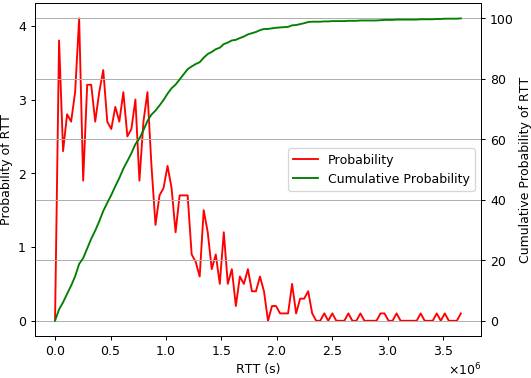 Probability of RTT
4
3
2
1
0
Probability
Cumulative Probability
100
80
60
40
20
0
Cumulative Probability of RTT
0.0 0.5 1.0 1.5 2.0 2.5 3.0 3.5
RTT (s)
×10⁶